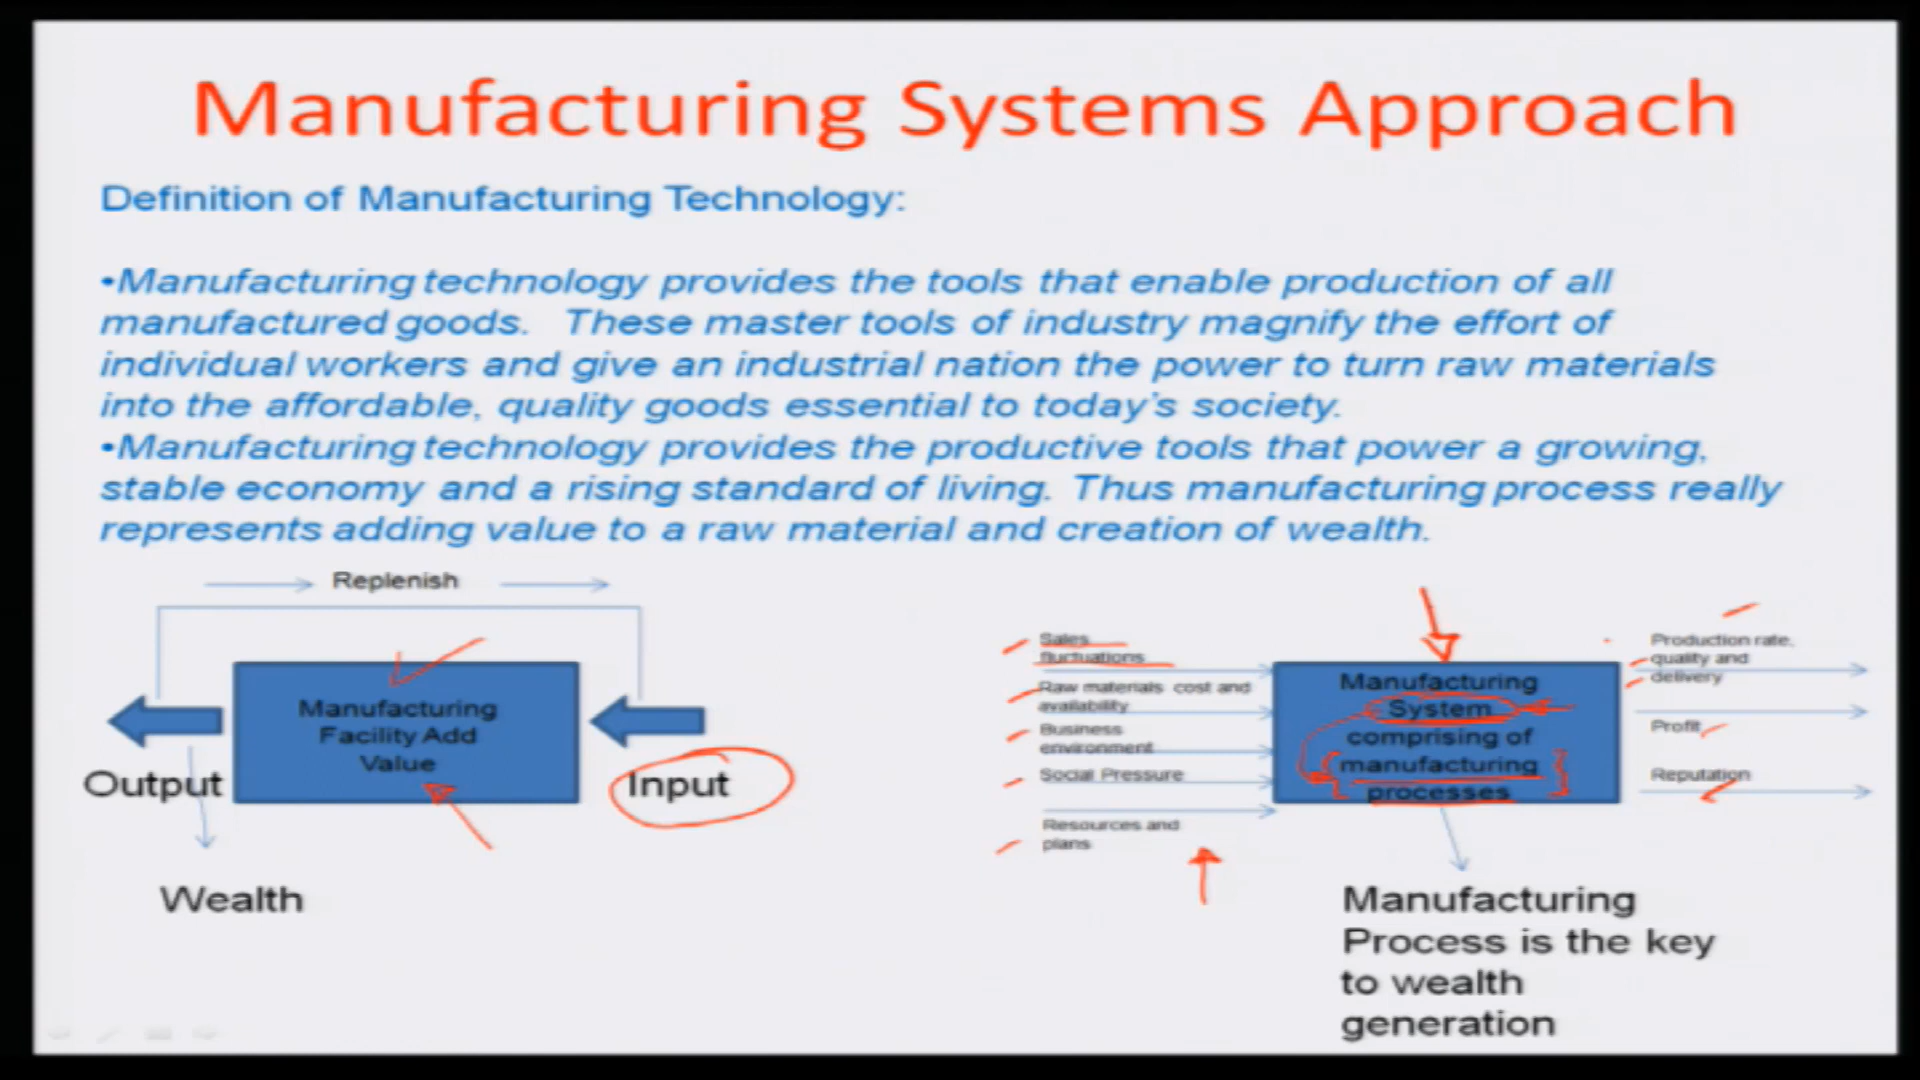 Manufacturing Systems Approach
Definition of Manufacturing Technology:
•Manufacturing technology provides the tools that enable production of all
manufactured goods. These master tools of industry magnify the effort of
individual workers and give an industrial nation the power to turn raw materials
into the affordable, quality goods essential to today's society.
•Manufacturing technology provides the productive tools that power a growing,
stable economy and a rising standard of living. Thus manufacturing process really
represents adding value to a raw material and creation of wealth.
Replenish
Manufacturing
Facility Add
Value
Output
Input
Wealth
Sales
fluctuations
Raw materials cost and
availability
Business
environment
Social Pressure
Resources and
plans
Manufacturing
System
comprising of
manufacturing
processes
Production rate,
quality and
delivery
Profit
Reputation
Manufacturing
Process is the key
to wealth
generation